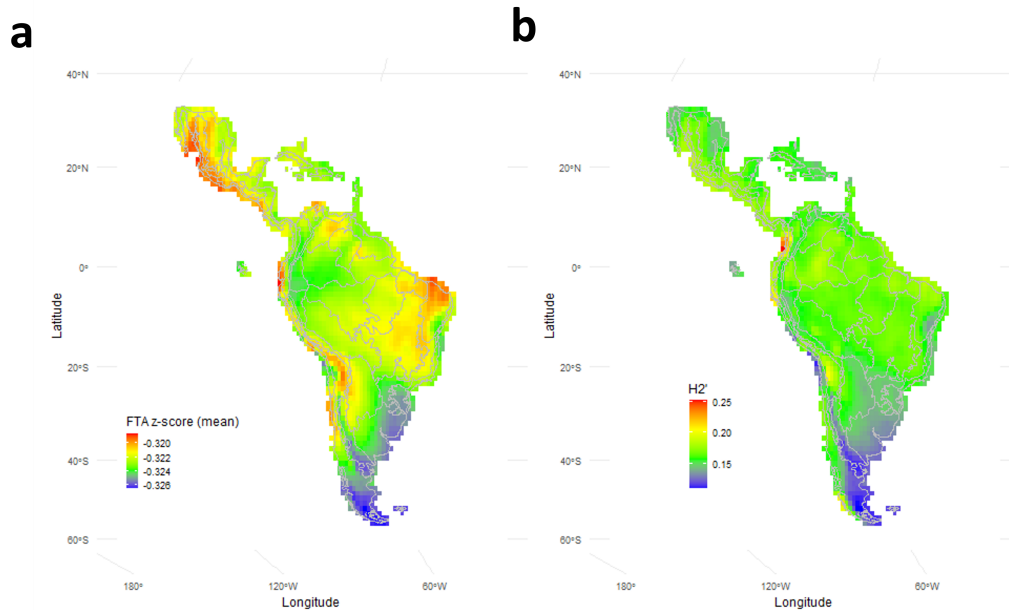 a
b
40°N
20°N
0°
20°S
40°S
60°S
Latitude
180°
120°W
60°W
Longitude
FTA z-score (mean)
-0.320
-0.322
-0.324
-0.326
40°N
20°N
0°
20°S
40°S
60°S
Latitude
180°
120°W
60°W
Longitude
H2'
0.25
0.20
0.15